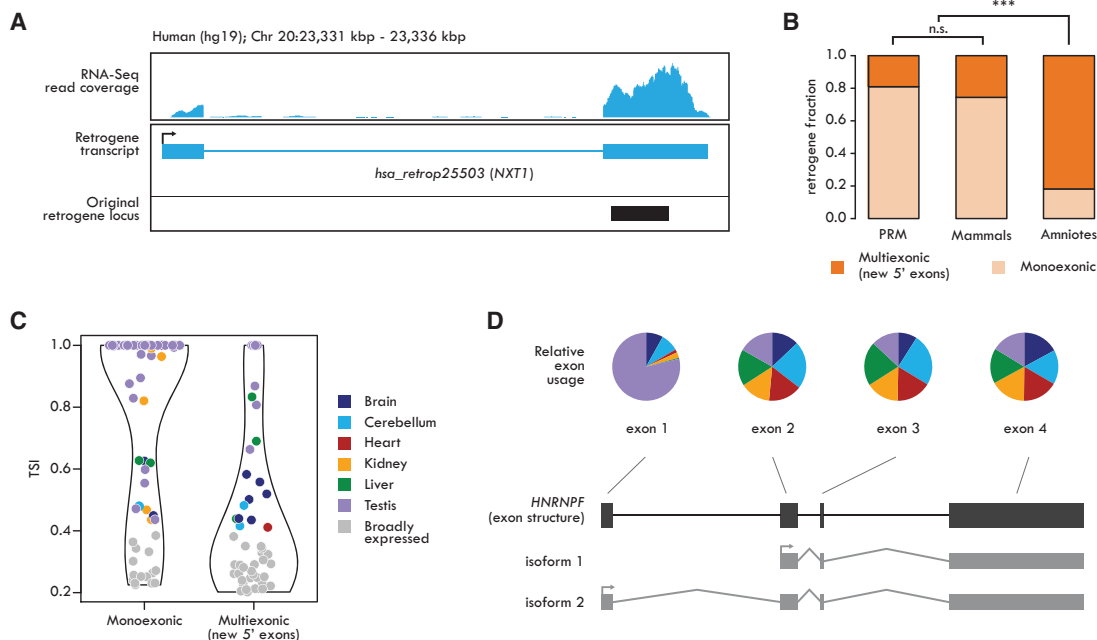 A
Human (hg19); Chr 20:23,331 kbp - 23,336 kbp
RNA-Seq
read coverage
Retrogene
transcript
hsa_retrop25503 (NXT1)
Original
retrogene locus
B
***
n.s.
retrogene fraction
1.0
0.8
0.6
0.4
0.2
0.0
PRM
Mammals
Amniotes
Multiexonic
(new 5' exons)
Monoexonic
C
TSI
1.0
0.8
0.6
0.4
0.2
Monoexonic
Multiexonic
(new 5' exons)
Brain
Cerebellum
Heart
Kidney
Liver
Testis
Broadly
expressed
D
Relative
exon
usage
exon 1
exon 2
exon 3
exon 4
HNRNPF
(exon structure)
isoform 1
isoform 2